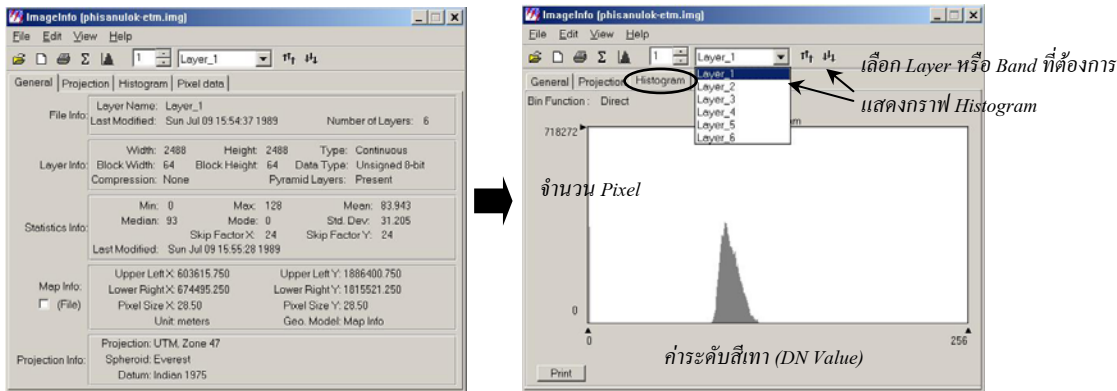 ImageInfo (phisanulok-etm.img)
File Edit View Help
1 Layer_1
General Projection Histogram Pixel data
File Info:
Layer Name: Layer_1
Last Modified: Sun Jul 09 15:54:37 1989 Number of Layers: 6
Layer Info:
Width: 2488 Height: 2488 Type: Continuous
Block Width: 64 Block Height: 64 Data Type: Unsigned 8-bit
Compression: None Pyramid Layers: Present
Statistics Info:
Min: 0 Max: 128 Mean: 83.943
Median: 93 Mode: 0 Std. Dev: 31.205
Skip Factor X: 24 Skip Factor Y: 24
Last Modified: Sun Jul 09 15:55:28 1989
Map Info:
(File)
Upper Left X: 603615.750 Upper Left Y: 1886400.750
Lower Right X: 674495.250 Lower Right Y: 1815521.250
Pixel Size X: 28.50 Pixel Size Y: 28.50
Unit: meters Geo. Model: Map Info
Projection Info:
Projection: UTM, Zone 47
Spheroid: Everest
Datum: Indian 1975
ImageInfo (phisanulok-etm.img)
File Edit View Help
1 Layer_1
เลือก Layer หรือ Band ที่ต้องการ
General Projection Histogram
Layer_1
Layer_2
Layer_3
Layer_4
Layer_5
Layer_6
แสดงกราฟ Histogram
Bin Function: Direct
718272
จำนวน Pixel
0
0
256
ค่าระดับสีเทา (DN Value)
Print